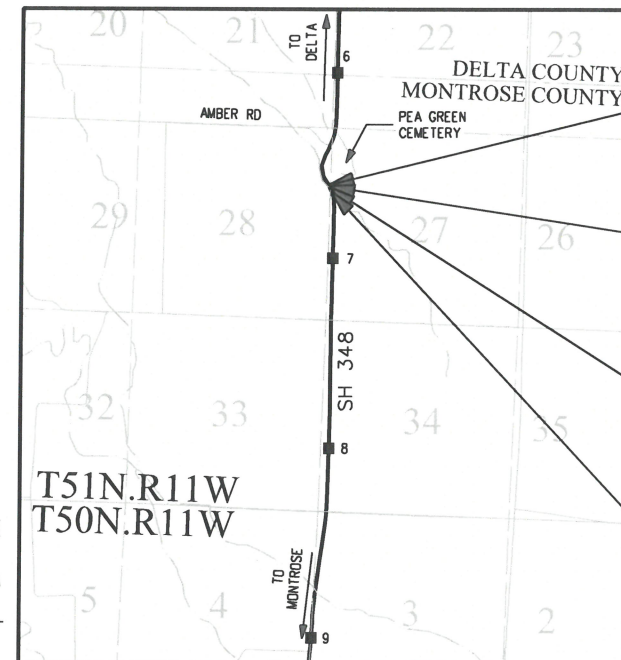 20
21
22
23
TO
DELTA
6
DELTA COUNTY
MONTROSE COUNTY
AMBER RD
PEA GREEN
CEMETERY
29
28
27
26
7
SH 348
32
33
34
35
8
T51N.R11W
T50N.R11W
TO
MONTROSE
5
4
3
2
9